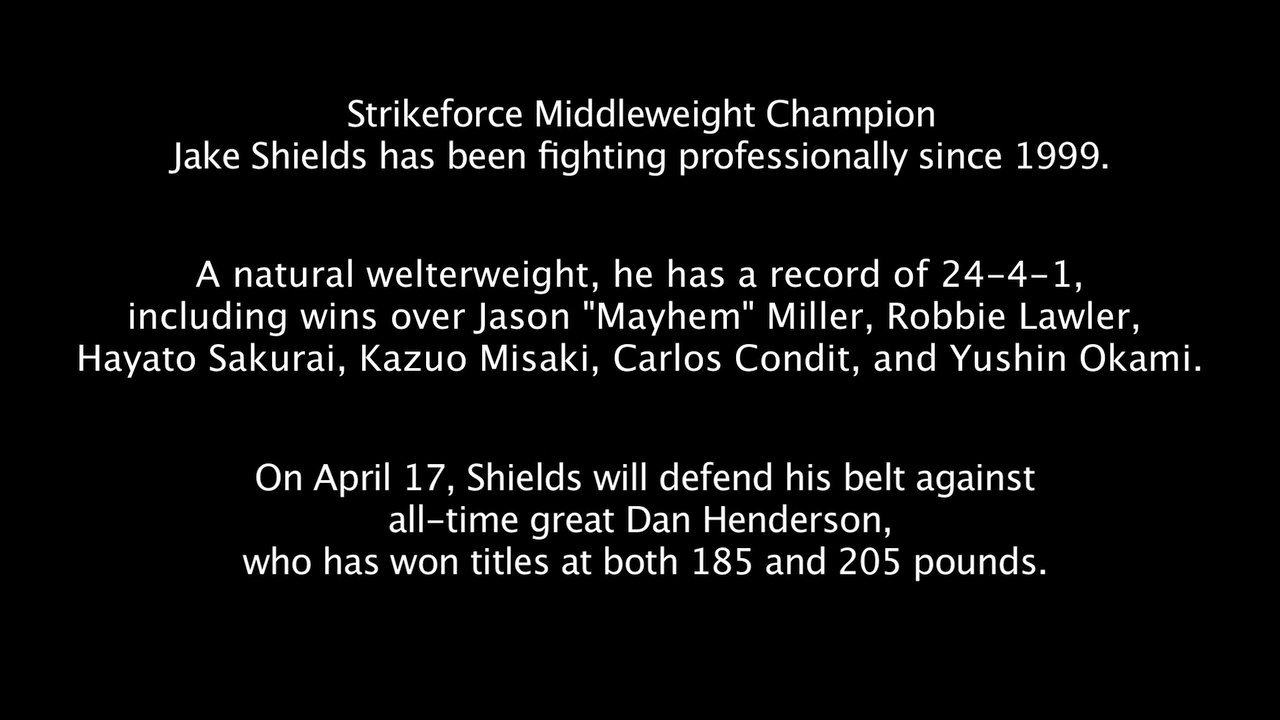 Strikeforce Middleweight Champion
Jake Shields has been fighting professionally since 1999.
A natural welterweight, he has a record of 24-4-1,
including wins over Jason "Mayhem" Miller, Robbie Lawler,
Hayato Sakurai, Kazuo Misaki, Carlos Condit, and Yushin Okami.
On April 17, Shields will defend his belt against
all-time great Dan Henderson,
who has won titles at both 185 and 205 pounds.